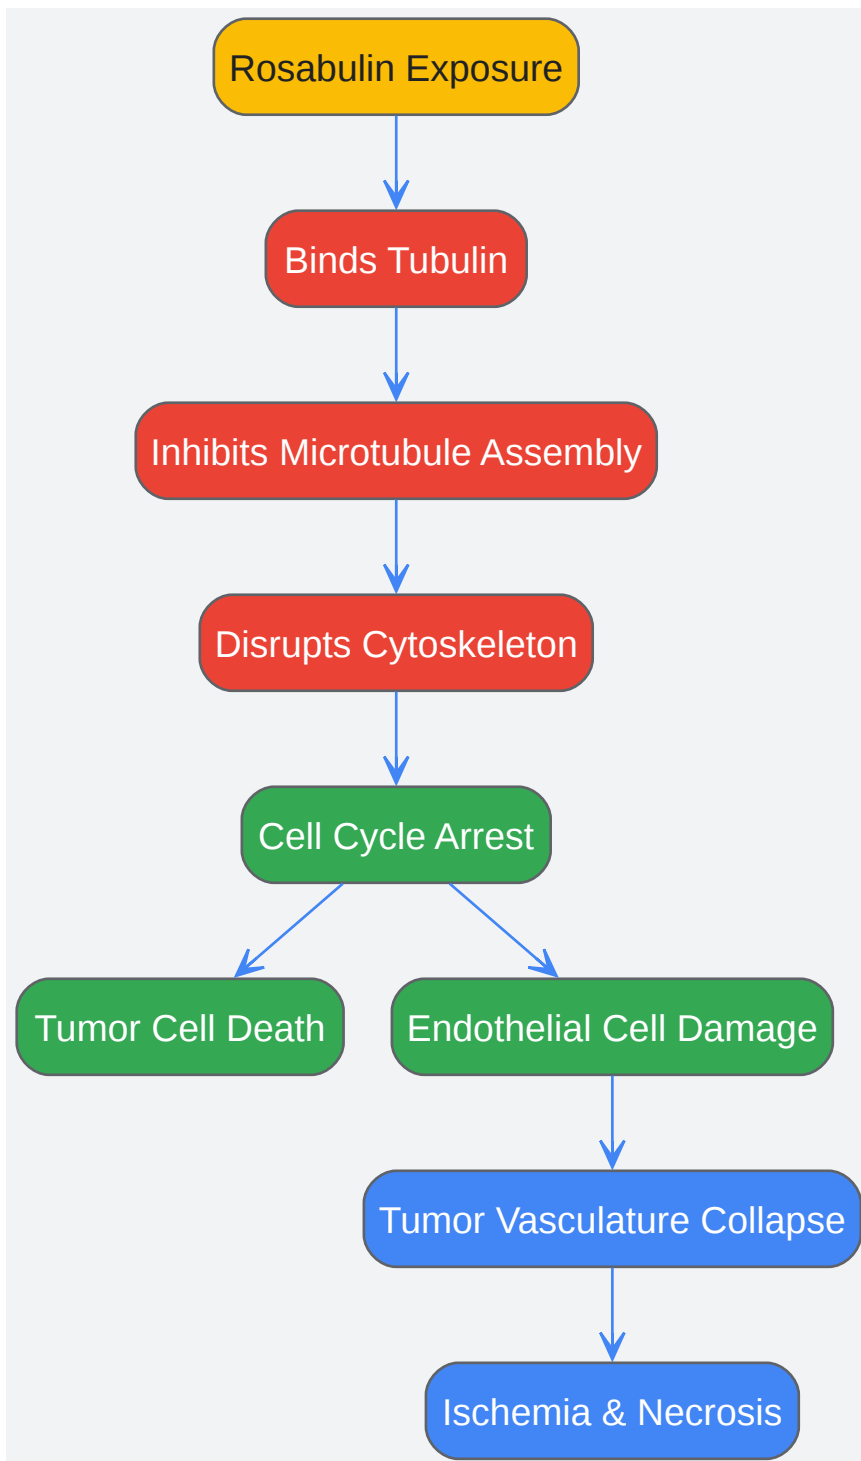 Rosabulin Exposure
Binds Tubulin
Inhibits Microtubule Assembly
Disrupts Cytoskeleton
Cell Cycle Arrest
Tumor Cell Death
Endothelial Cell Damage
Tumor Vasculature Collapse
Ischemia & Necrosis